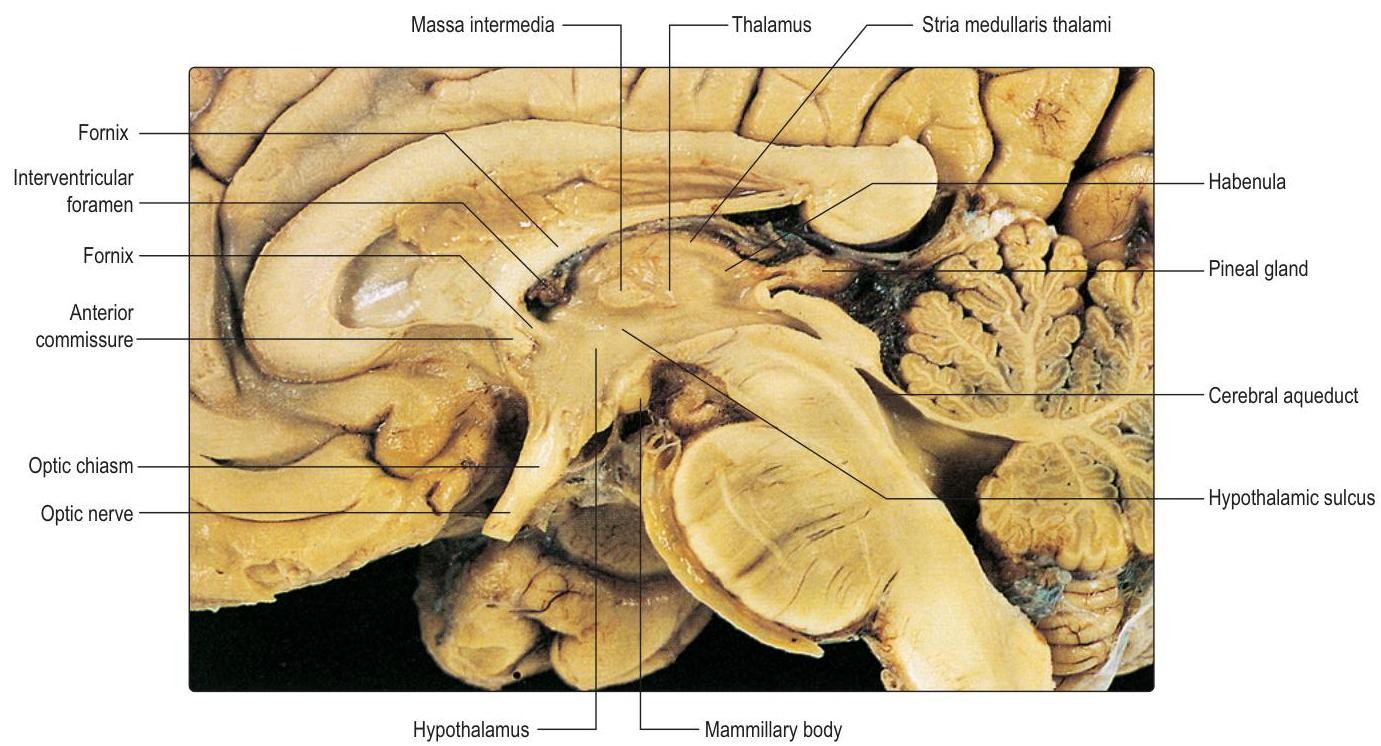 Massa intermedia
Thalamus
Stria medullaris thalami
Fornix
Interventricular
foramen
Fornix
Anterior
commissure
Optic chiasm
Optic nerve
Habenula
Pineal gland
Cerebral aqueduct
Hypothalamic sulcus
Hypothalamus
Mammillary body